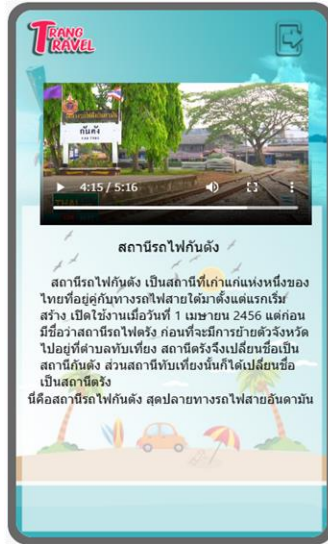 TRANG
TRAVEL
กันตัง
4:15 / 5:16
สถานีรถไฟกันตัง
สถานีรถไฟกันตัง เป็นสถานีที่เก่าแก่แห่งหนึ่งของ
ไทยที่อยู่คู่กับทางรถไฟสายใต้มาตั้งแต่แรกเริ่ม
สร้าง เปิดใช้งานเมื่อวันที่ 1 เมษายน 2456 แต่ก่อน
มีชื่อว่าสถานีรถไฟตรัง ก่อนที่จะมีการย้ายตัวจังหวัด
ไปอยู่ที่ตำบลทับเที่ยง สถานีตรังจึงเปลี่ยนชื่อเป็น
สถานีกันตัง ส่วนสถานีทับเที่ยงนั้นก็ได้เปลี่ยนชื่อ
เป็นสถานีตรัง
นี่คือสถานีรถไฟกันตัง สุดปลายทางรถไฟสายอันดามัน